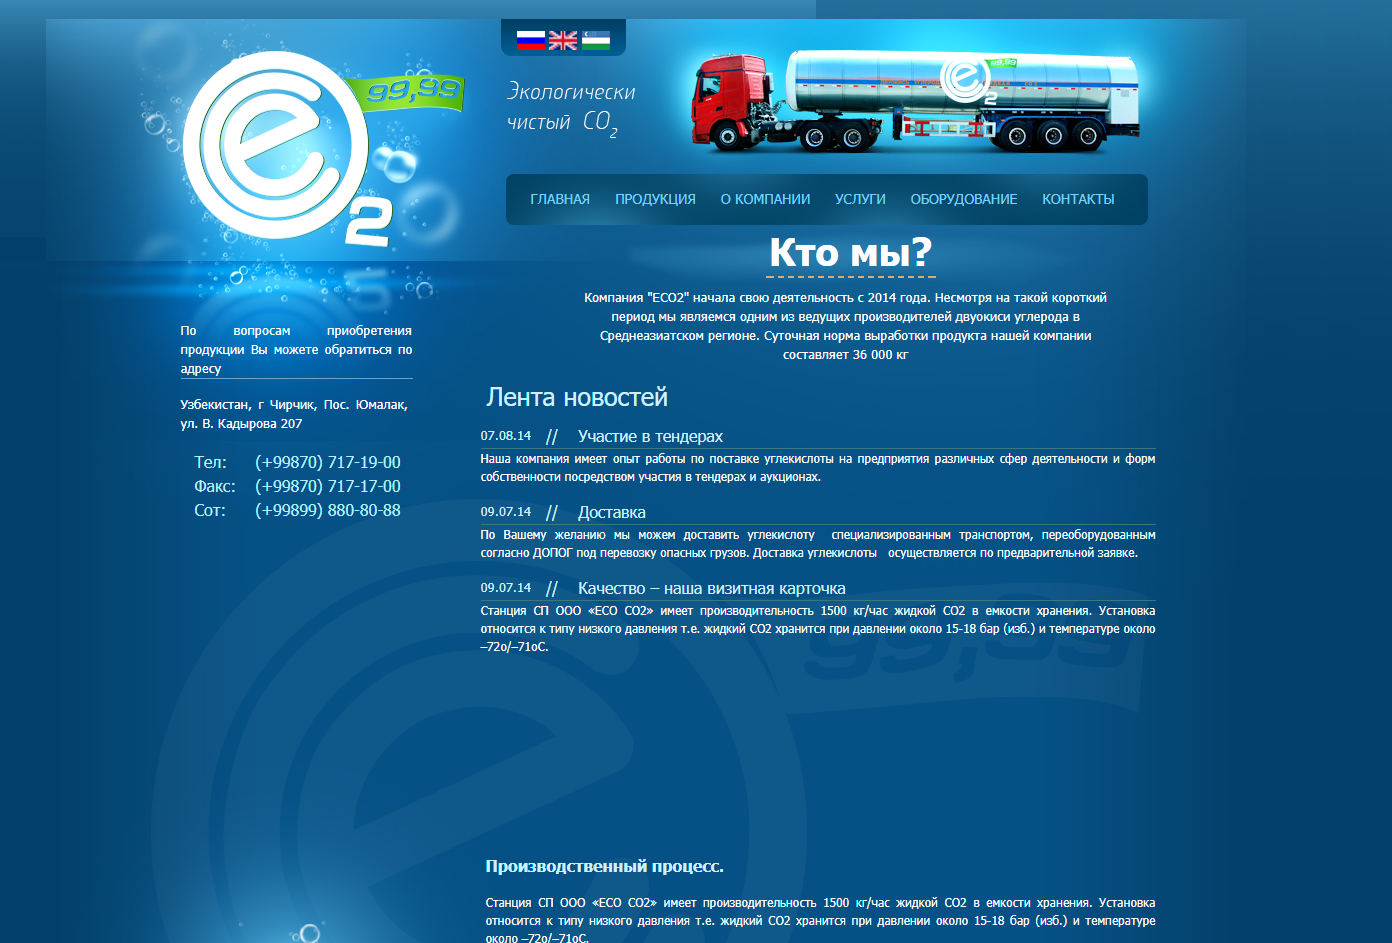 99,99
e
2
Экологически
чистый CO2
99,99
e
2
ГЛАВНАЯ ПРОДУКЦИЯ О КОМПАНИИ УСЛУГИ ОБОРУДОВАНИЕ КОНТАКТЫ
Кто мы?
Компания "ECO2" начала свою деятельность с 2014 года. Несмотря на такой короткий
период мы являемся одним из ведущих производителей двуокиси углерода в
Среднеазиатском регионе. Суточная норма выработки продукта нашей компании
составляет 36 000 кг
По вопросам приобретения
продукции Вы можете обратиться по
адресу
Узбекистан, г Чирчик, Пос. Юмалак,
ул. В. Кадырова 207
Тел: (+99870) 717-19-00
Факс: (+99870) 717-17-00
Сот: (+99899) 880-80-88
Лента новостей
07.08.14 // Участие в тендерах
Наша компания имеет опыт работы по поставке углекислоты на предприятия различных сфер деятельности и форм
собственности посредством участия в тендерах и аукционах.
09.07.14 // Доставка
По Вашему желанию мы можем доставить углекислоту специализированным транспортом, переоборудованным
согласно ДОПОГ под перевозку опасных грузов. Доставка углекислоты осуществляется по предварительной заявке.
09.07.14 // Качество – наша визитная карточка
Станция СП ООО «ECO CO2» имеет производительность 1500 кг/час жидкой СО2 в емкости хранения. Установка
относится к типу низкого давления т.е. жидкий СО2 хранится при давлении около 15-18 бар (изб.) и температуре около
–72о/–71оС.
99,99
Производственный процесс.
Станция СП ООО «ECO CO2» имеет производительность 1500 кг/час жидкой СО2 в емкости хранения. Установка
относится к типу низкого давления т.е. жидкий СО2 хранится при давлении около 15-18 бар (изб.) и температуре
около –72о/–71оС.